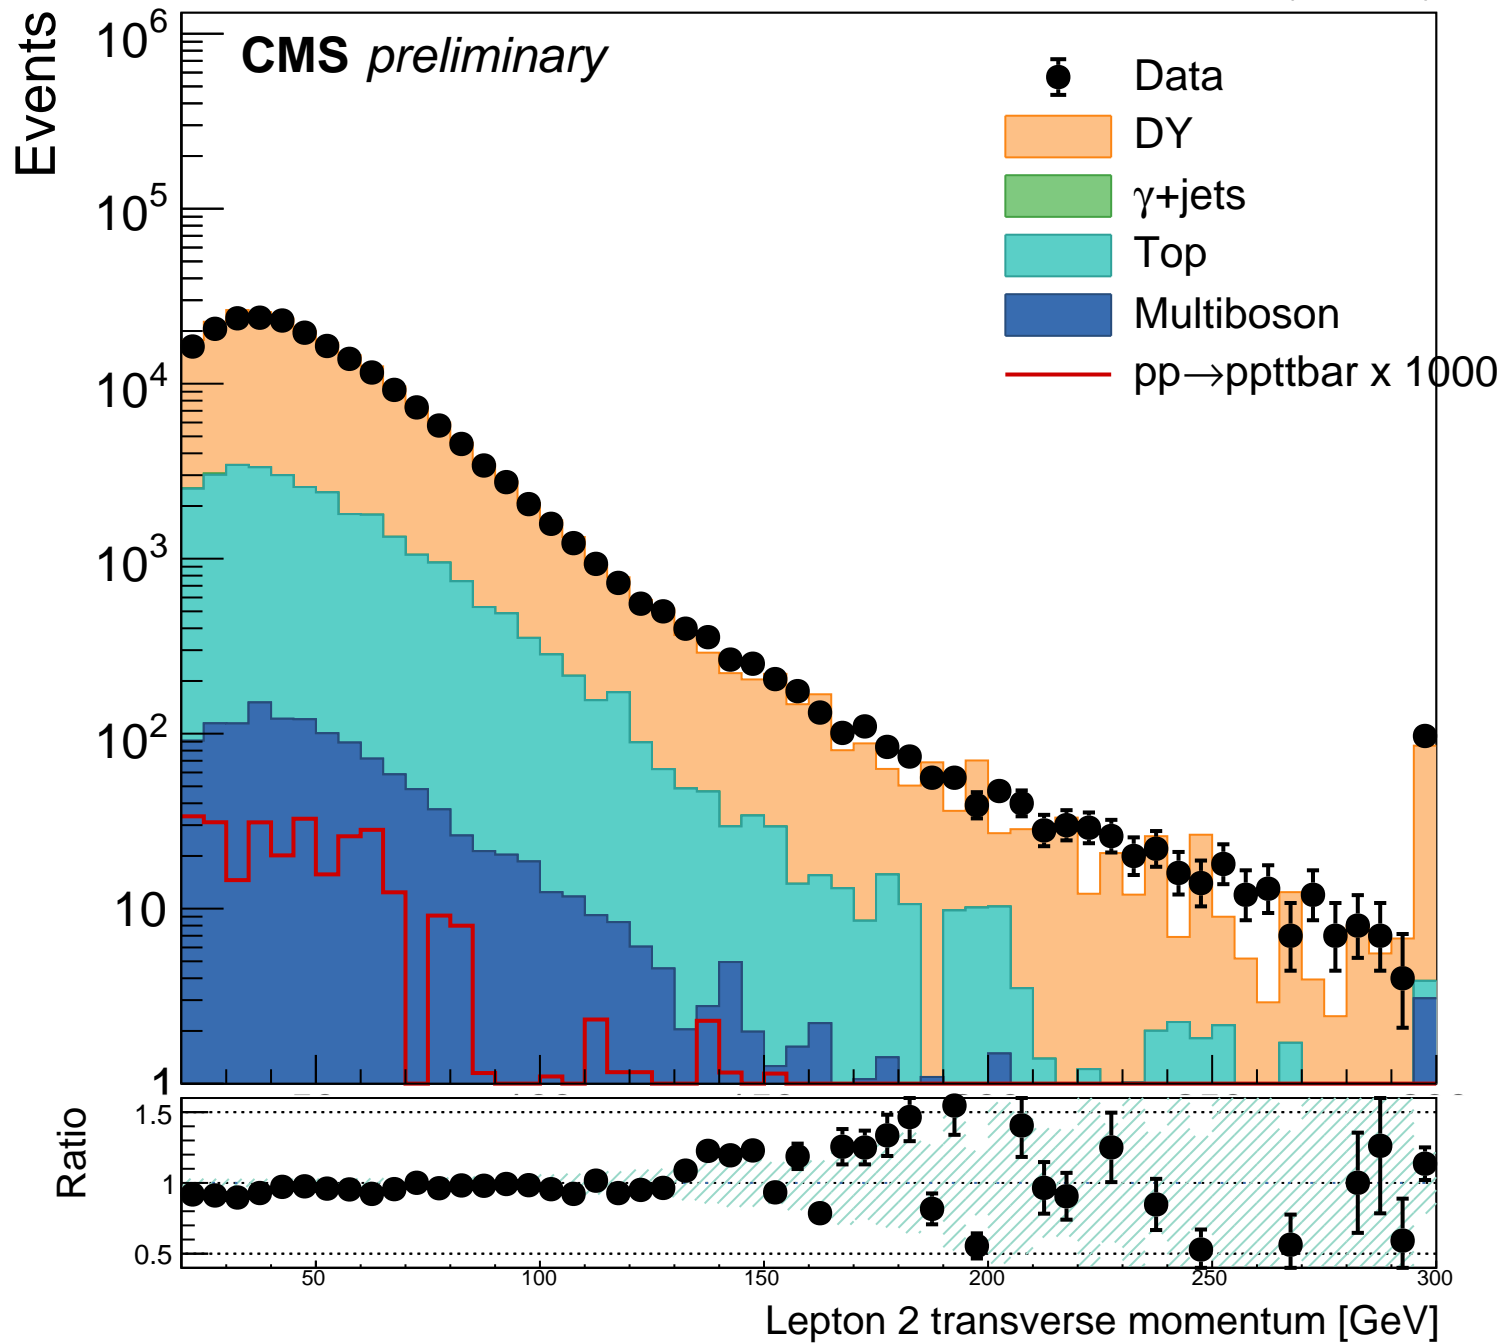 CMS preliminary
Events
10^6
10^5
10^4
10^3
10^2
10
1
Data
DY
γ+jets
Top
Multiboson
pp→ppttbar x 1000
Ratio
1.5
1
0.5
50 100 150 200 250 300
Lepton 2 transverse momentum [GeV]